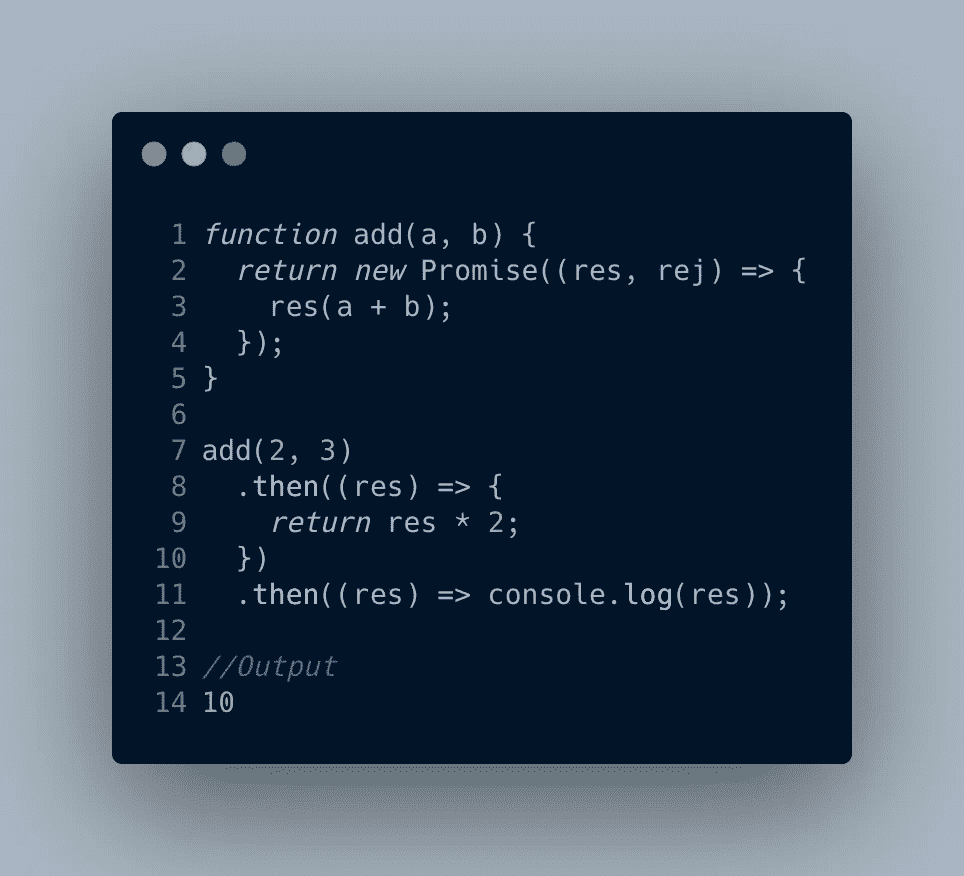 1 function add(a, b) {
2   return new Promise((res, rej) => {
3     res(a + b);
4   });
5 }
6
7 add(2, 3)
8   .then((res) => {
9     return res * 2;
10   })
11   .then((res) => console.log(res));
12
13 //Output
14 10